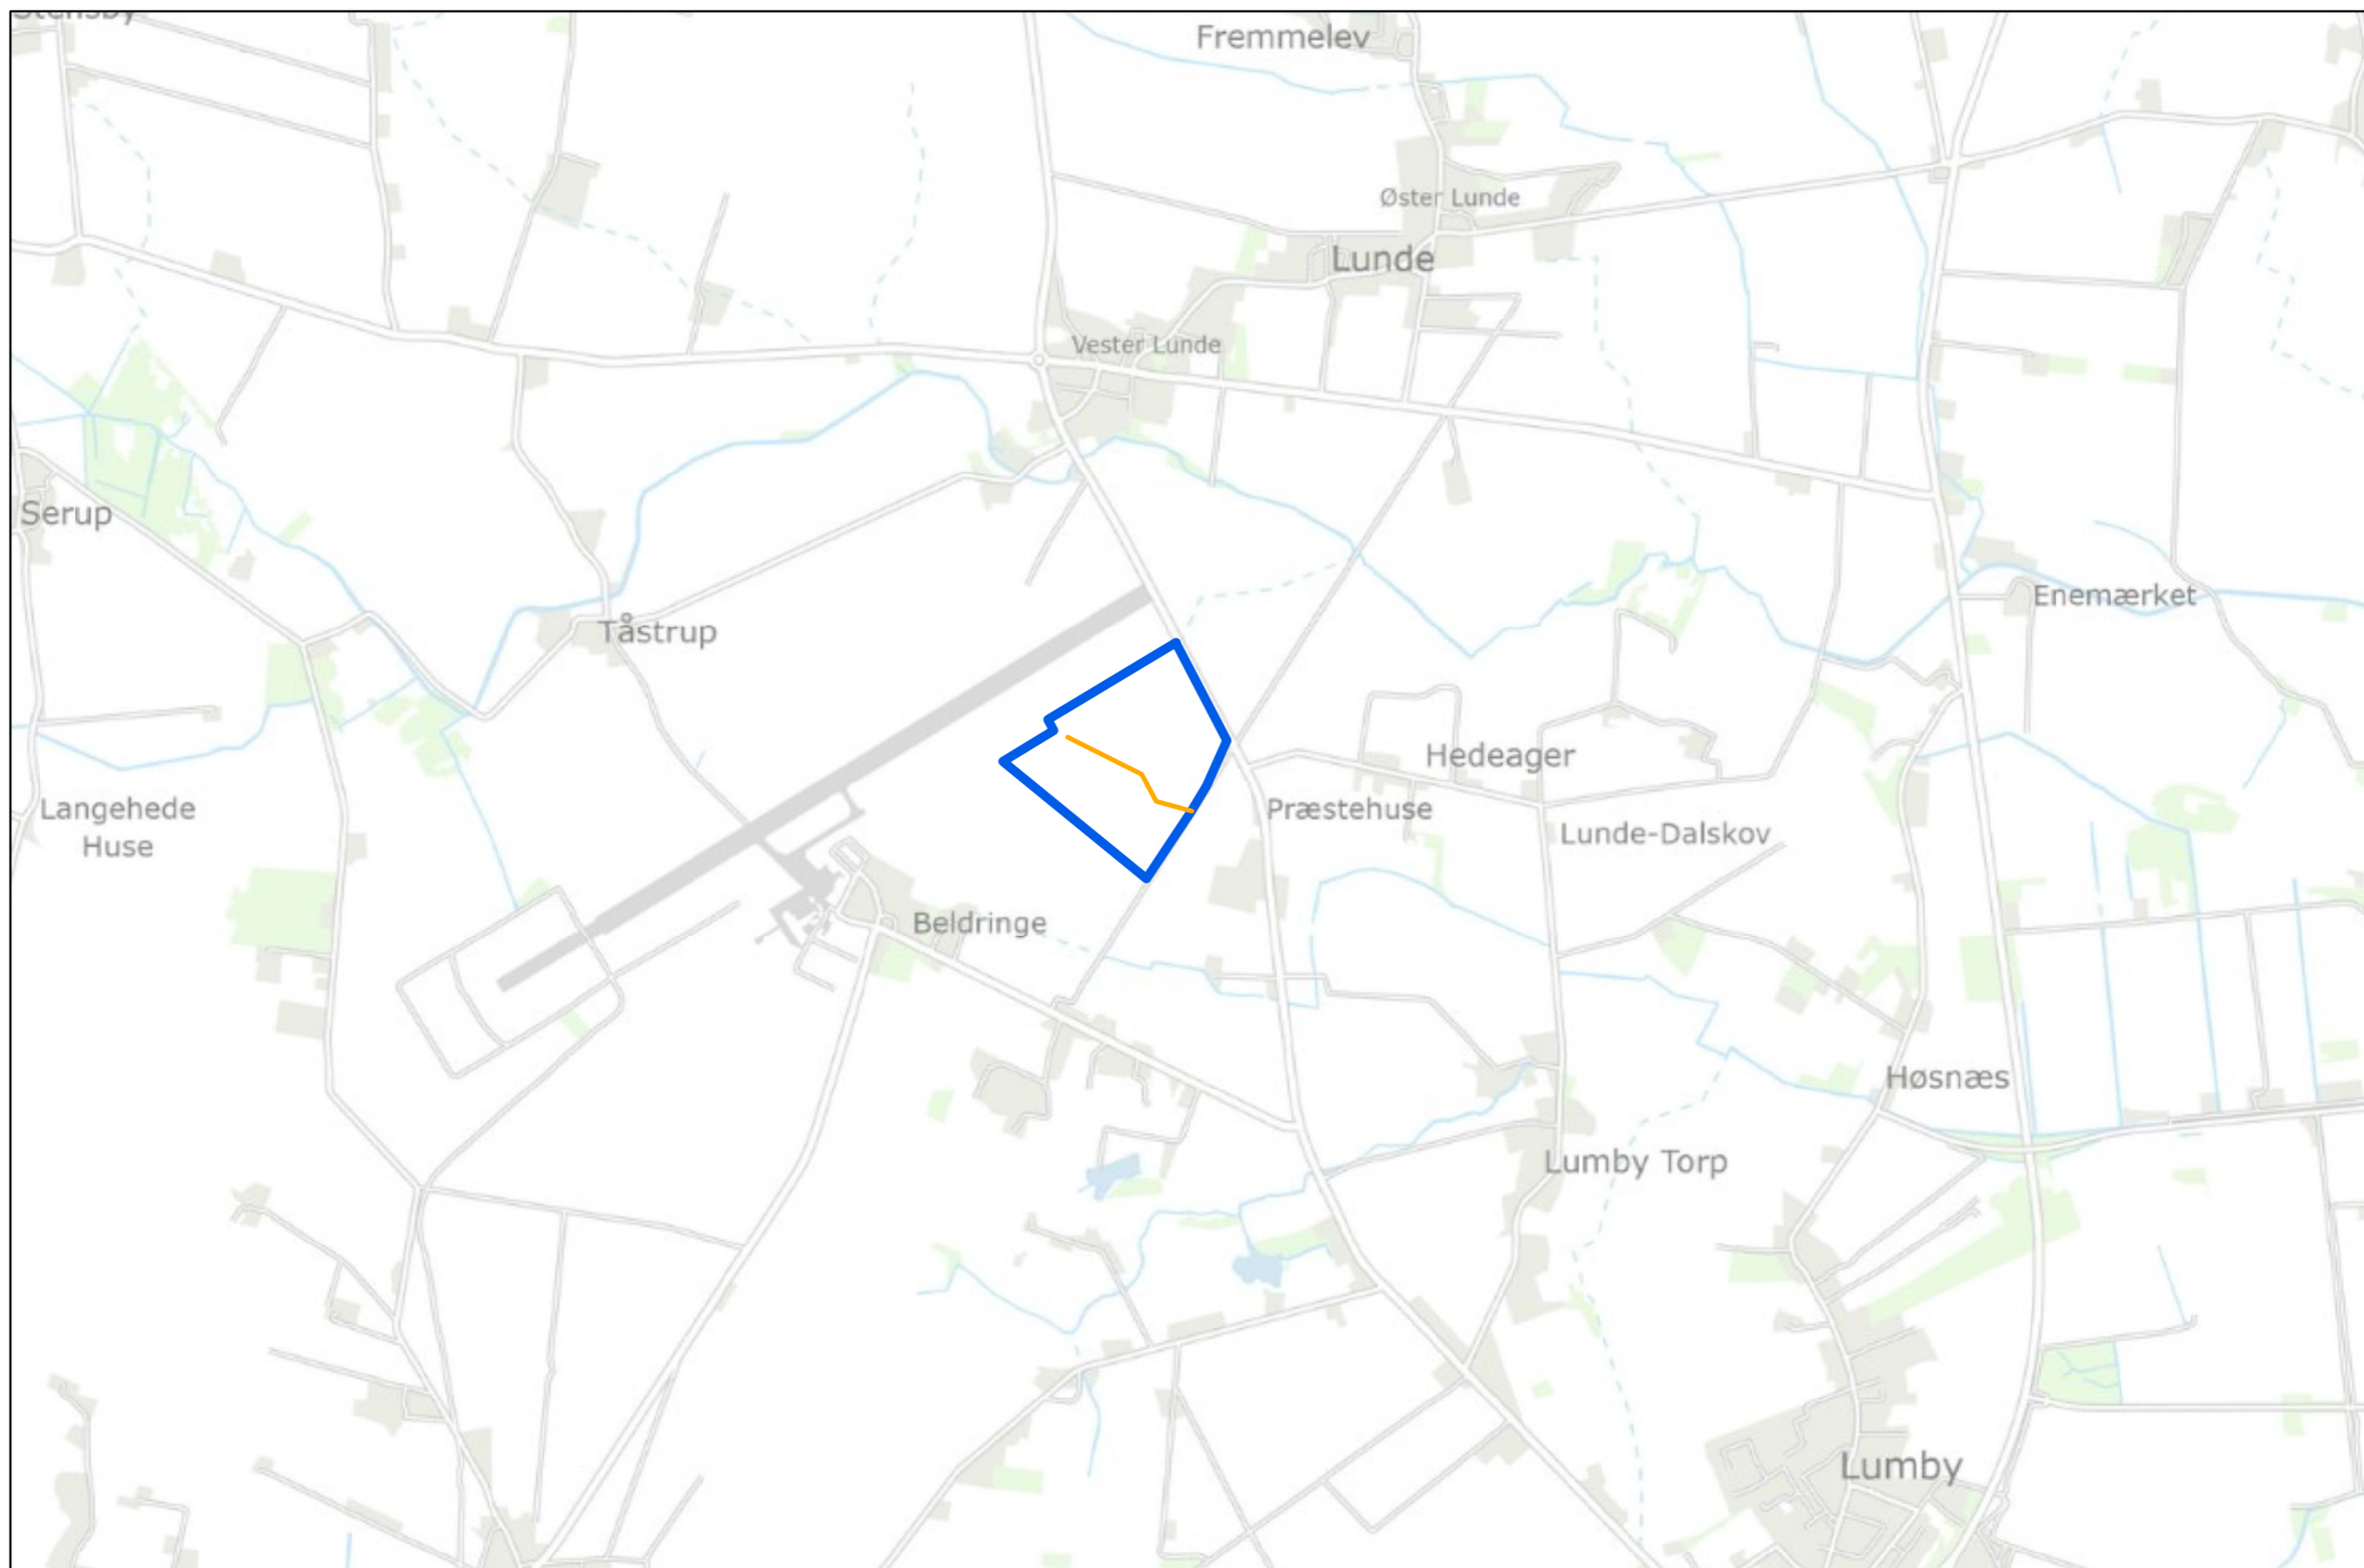 Fremmelev
Øster Lunde
Lunde
Vester Lunde
Serup
Enemærket
Tåstrup
Hedeager
Langehede
Huse
Præstehuse
Lunde-Dalskov
Beldringe
Høsnæs
Lumby Torp
Lumby